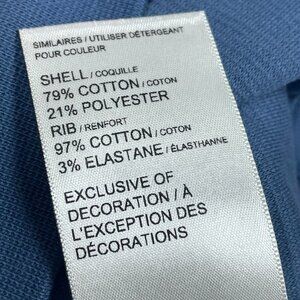 SIMILAIRES / UTILISER DÉTERGENT
POUR COULEUR
SHELL / COQUILLE
79% COTTON / COTON
21% POLYESTER
RIB / RENFORT
97% COTTON / COTON
3% ELASTANE / ÉLASTHANNE
EXCLUSIVE OF
DECORATION / À
L'EXCEPTION DES
DÉCORATIONS